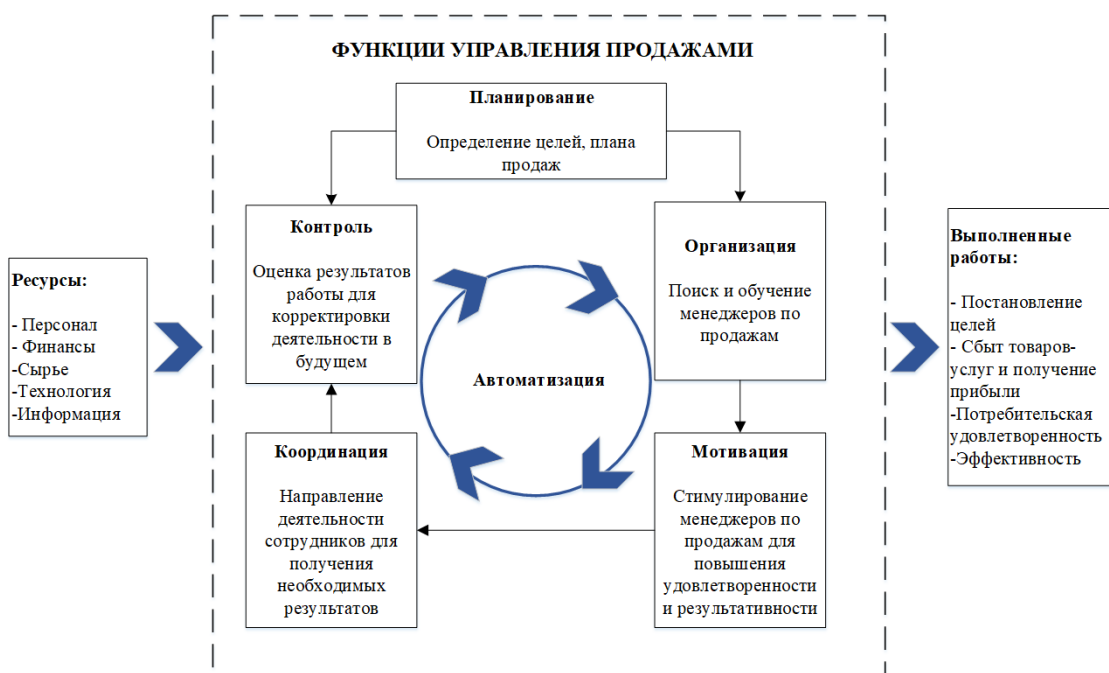 ФУНКЦИИ УПРАВЛЕНИЯ ПРОДАЖАМИ
Планирование
Определение целей, плана
продаж
Ресурсы:
- Персонал
- Финансы
-Сырье
-Технология
-Информация
Контроль
Оценка результатов
работы для
корректировки
деятельности в
будущем
Автоматизация
Организация
Поиск и обучение
менеджеров по
продажам
Координация
Направление
деятельности
сотрудников для
получения
необходимых
результатов
Мотивация
Стимулирование
менеджеров по
продажам для
повышения
удовлетворенности
и результативности
Выполненные
работы:
- Постановление
целей
- Сбыт товаров-
услуг и получение
прибыли
-Потребительская
удовлетворенность
-Эффективность